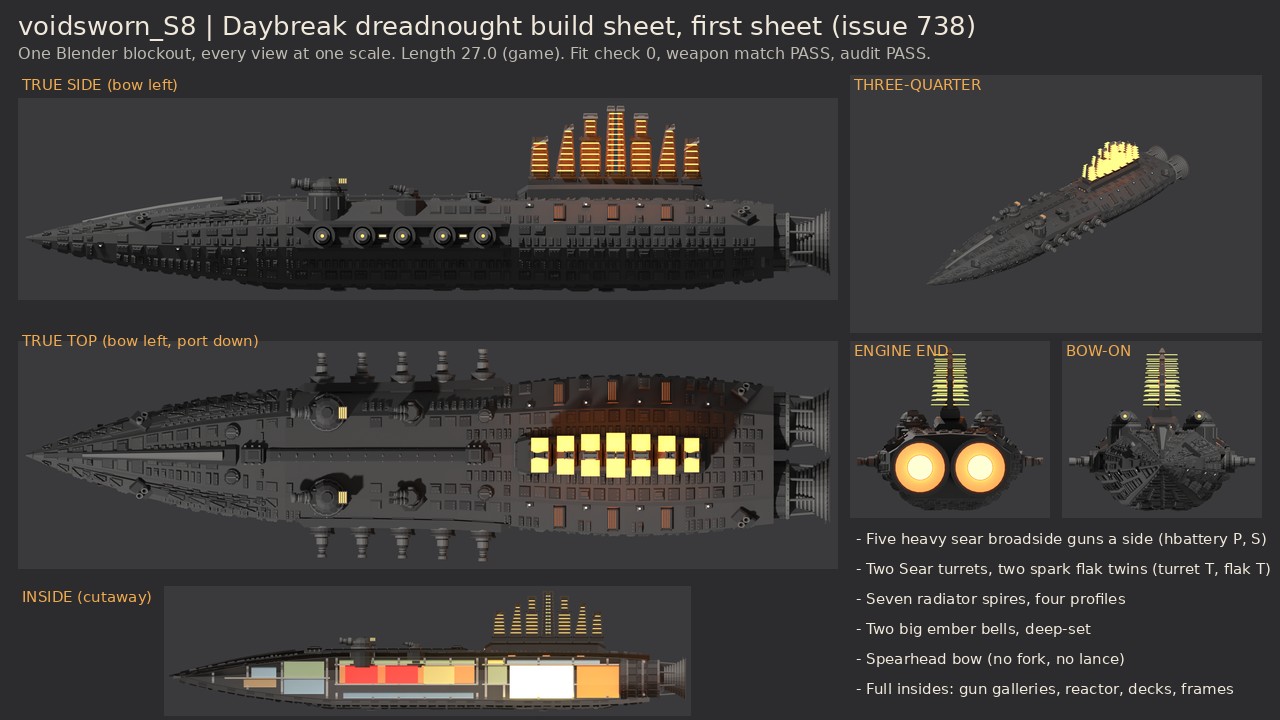 voidsworn_S8 | Daybreak dreadnought build sheet, first sheet (issue 738)
One Blender blockout, every view at one scale. Length 27.0 (game). Fit check 0, weapon match PASS, audit PASS.
TRUE SIDE (bow left)
THREE-QUARTER
TRUE TOP (bow left, port down)
ENGINE END
BOW-ON
- Five heavy sear broadside guns a side (hbattery P, S)
- Two Sear turrets, two spark flak twins (turret T, flak T)
- Seven radiator spires, four profiles
- Two big ember bells, deep-set
- Spearhead bow (no fork, no lance)
- Full insides: gun galleries, reactor, decks, frames
INSIDE (cutaway)